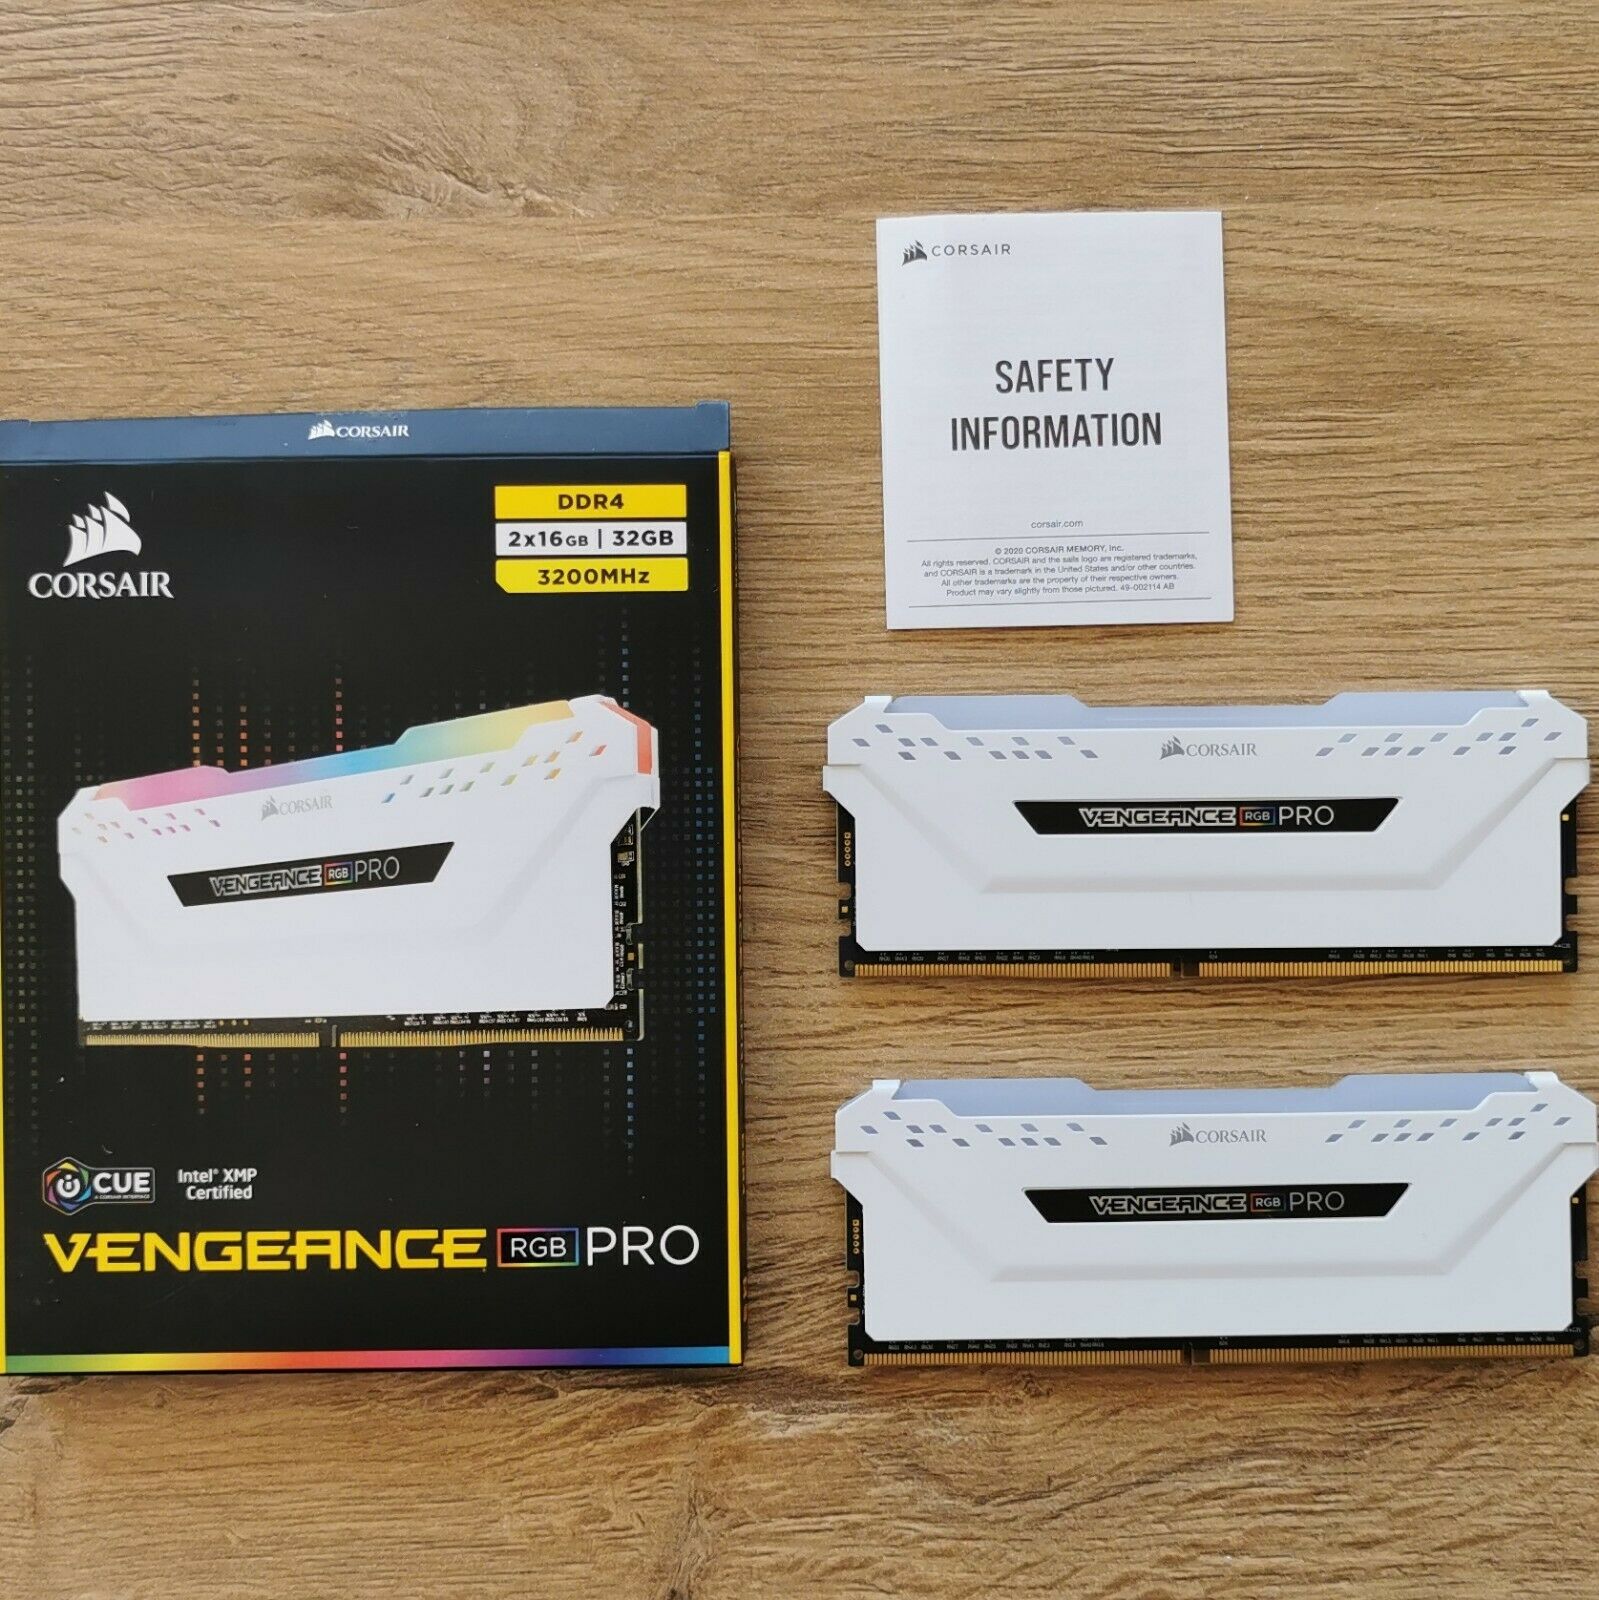 CORSAIR
CORSAIR
DDR4
2x16GB | 32GB
3200MHz
CORSAIR
VENGEANCE RGB PRO
CUE
A CORSAIR INTERFACE
Intel® XMP
Certified
VENGEANCE RGB PRO
CORSAIR
SAFETY
INFORMATION
corsair.com
© 2020 CORSAIR MEMORY, Inc.
All rights reserved. CORSAIR and the sails logo are registered trademarks,
and CORSAIR is a trademark in the United States and/or other countries.
All other trademarks are the property of their respective owners.
Product may vary slightly from those pictured. 49-002114 AB
CORSAIR
VENGEANCE RGB PRO
CORSAIR
VENGEANCE RGB PRO